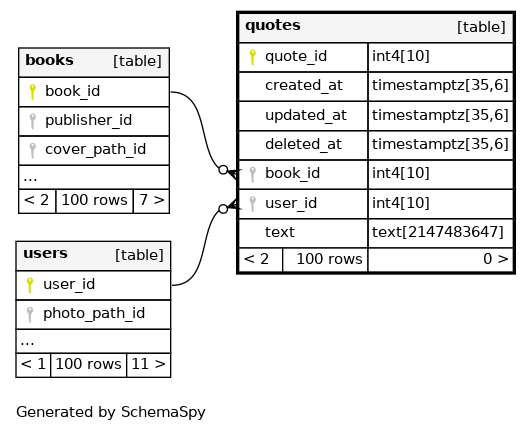 books [table]
book_id
publisher_id
cover_path_id
...
< 2 100 rows 7 >
users [table]
user_id
photo_path_id
...
< 1 100 rows 11 >
quotes [table]
quote_id int4[10]
created_at timestamptz[35,6]
updated_at timestamptz[35,6]
deleted_at timestamptz[35,6]
book_id int4[10]
user_id int4[10]
text text[2147483647]
< 2 100 rows 0 >
Generated by SchemaSpy